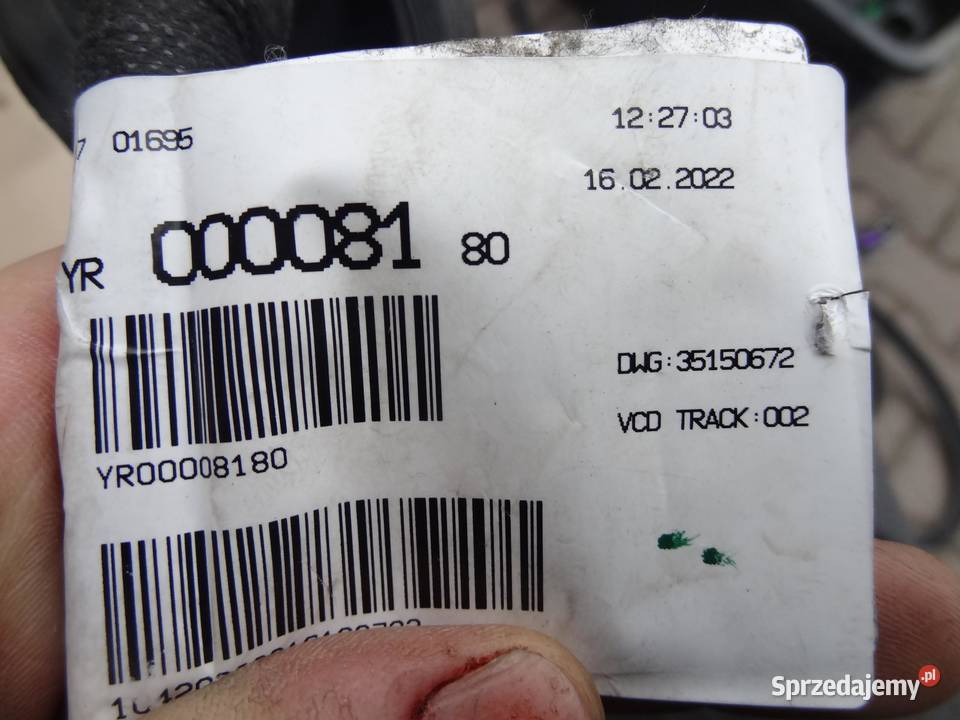 01695
12:27:03
16.02.2022
YR 000081 80
DWG:35150672
VCD TRACK:002
YR00008180
Sprzedajemy.pl